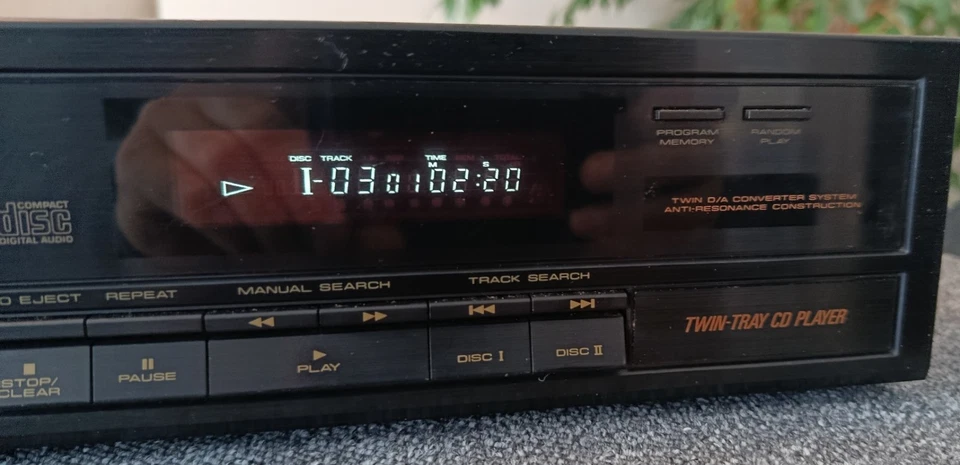 PROGRAM MEMORY
RANDOM PLAY
DISC TRACK TIME
M S
I-03 01 02:20
TWIN D/A CONVERTER SYSTEM
ANTI-RESONANCE CONSTRUCTION
COMPACT
disc
DIGITAL AUDIO
EJECT REPEAT MANUAL SEARCH TRACK SEARCH
TWIN-TRAY CD PLAYER
STOP/
CLEAR
PAUSE
PLAY
DISC I
DISC II